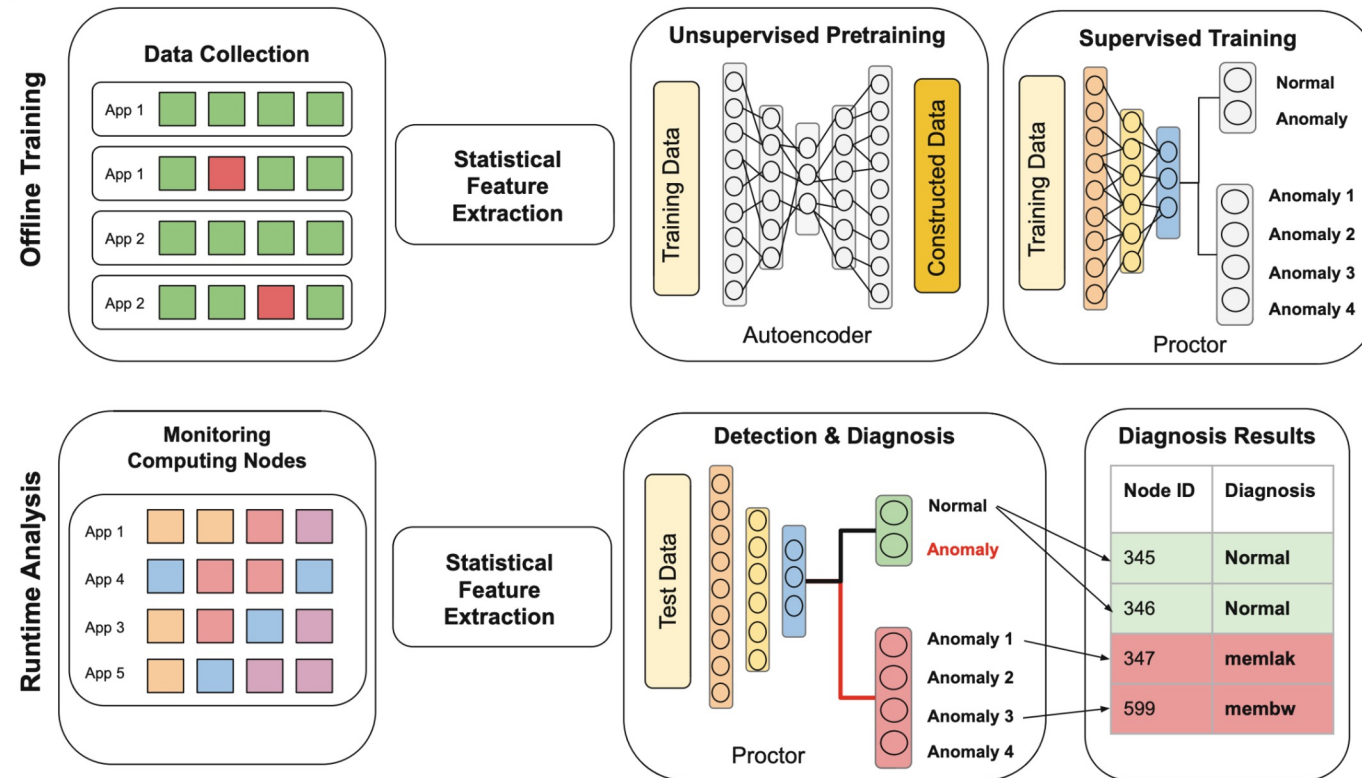 Offline Training
Data Collection
App 1
App 1
App 2
App 2
Statistical
Feature
Extraction
Unsupervised Pretraining
Training Data
Constructed Data
Autoencoder
Supervised Training
Training Data
Normal
Anomaly
Anomaly 1
Anomaly 2
Anomaly 3
Anomaly 4
Proctor
Runtime Analysis
Monitoring
Computing Nodes
App 1
App 4
App 3
App 5
Statistical
Feature
Extraction
Detection & Diagnosis
Test Data
Normal
Anomaly
Anomaly 1
Anomaly 2
Anomaly 3
Anomaly 4
Proctor
Diagnosis Results
Node ID Diagnosis
345 Normal
346 Normal
347 memlak
599 membw